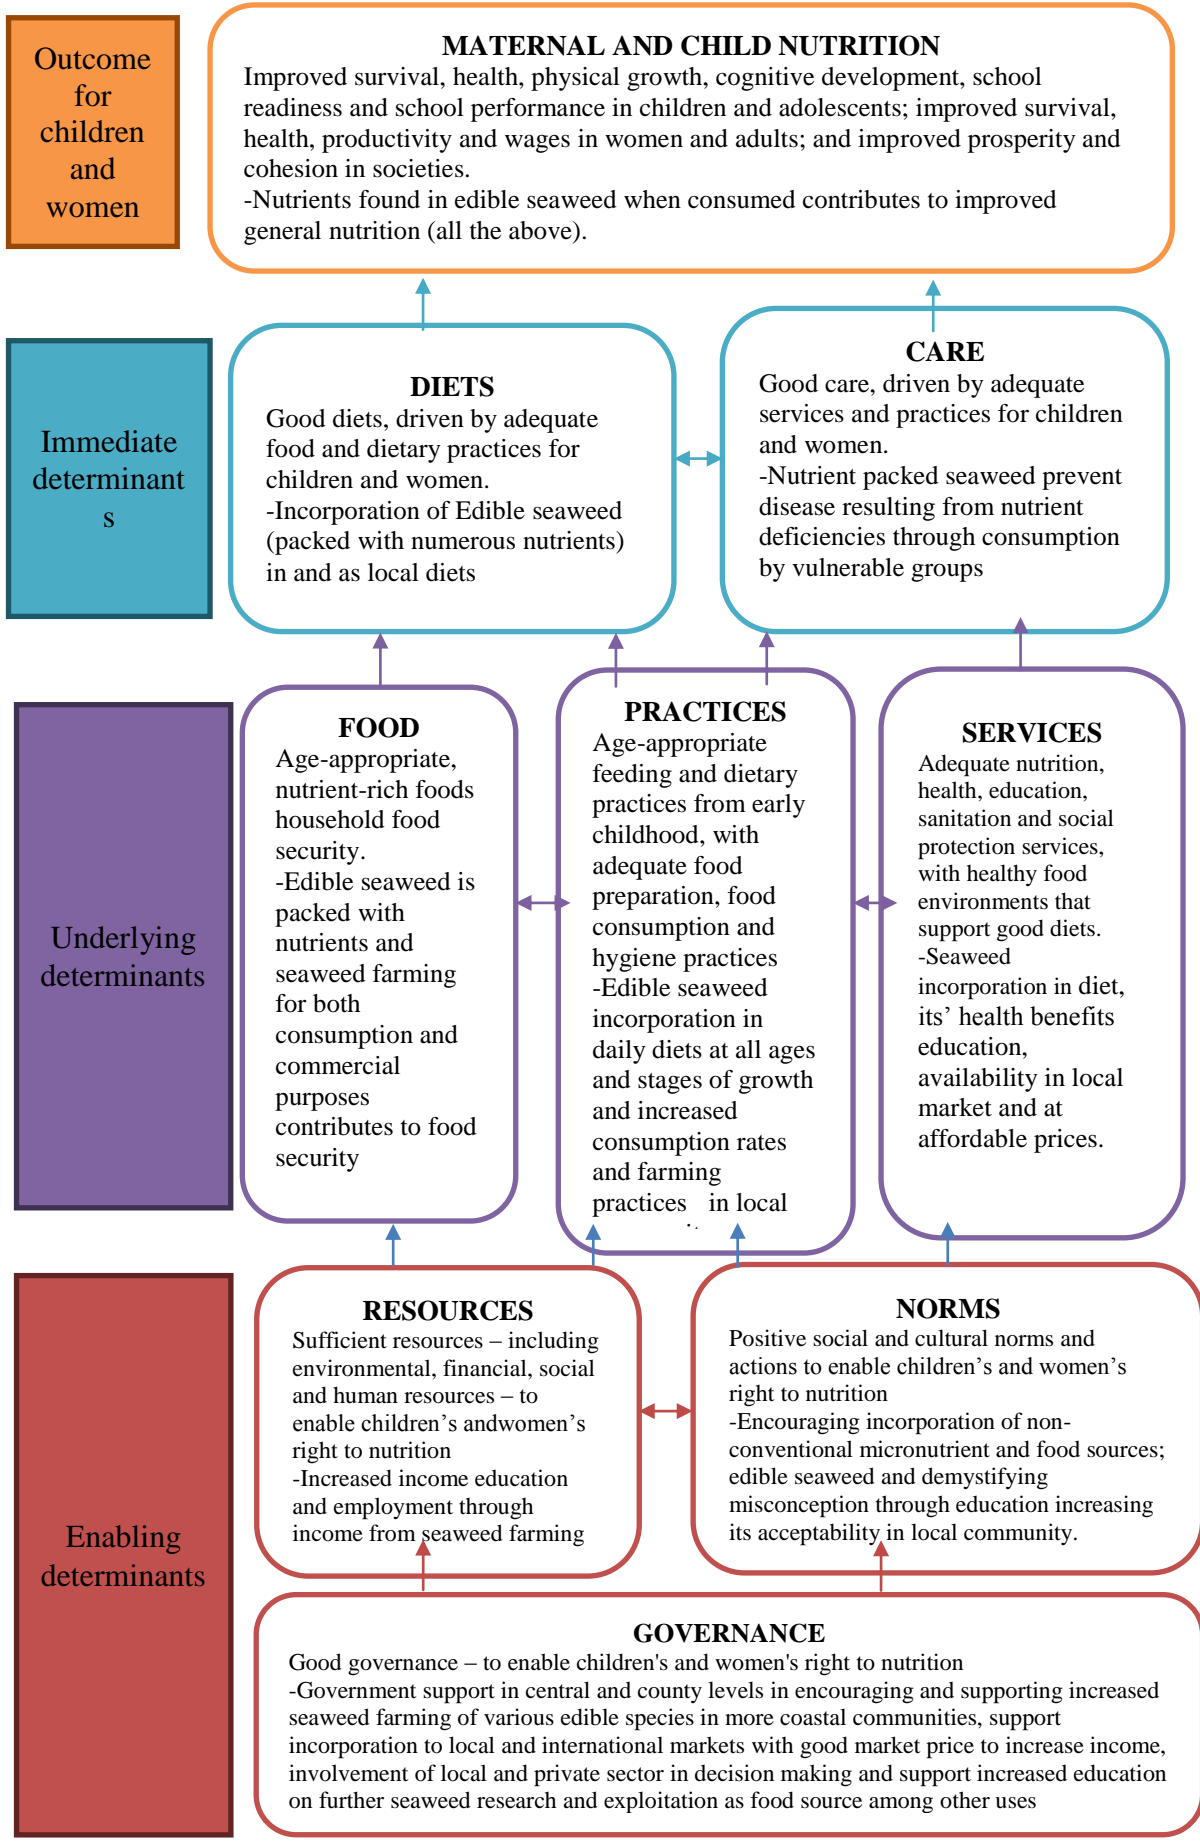 Outcome
for
children
and
women
MATERNAL AND CHILD NUTRITION
Improved survival, health, physical growth, cognitive development, school
readiness and school performance in children and adolescents; improved survival,
health, productivity and wages in women and adults; and improved prosperity and
cohesion in societies.
-Nutrients found in edible seaweed when consumed contributes to improved
general nutrition (all the above).
Immediate
determinant
s
DIETS
Good diets, driven by adequate
food and dietary practices for
children and women.
-Incorporation of Edible seaweed
(packed with numerous nutrients)
in and as local diets
CARE
Good care, driven by adequate
services and practices for children
and women.
-Nutrient packed seaweed prevent
disease resulting from nutrient
deficiencies through consumption
by vulnerable groups
Underlying
determinants
FOOD
Age-appropriate,
nutrient-rich foods
household food
security.
-Edible seaweed is
packed with
nutrients and
seaweed farming
for both
consumption and
commercial
purposes
contributes to food
security
PRACTICES
Age-appropriate
feeding and dietary
practices from early
childhood, with
adequate food
preparation, food
consumption and
hygiene practices
-Edible seaweed
incorporation in
daily diets at all ages
and stages of growth
and increased
consumption rates
and farming
practices in local
SERVICES
Adequate nutrition,
health, education,
sanitation and social
protection services,
with healthy food
environments that
support good diets.
-Seaweed
incorporation in diet,
its’ health benefits
education,
availability in local
market and at
affordable prices.
Enabling
determinants
RESOURCES
Sufficient resources – including
environmental, financial, social
and human resources – to
enable children’s andwomen’s
right to nutrition
-Increased income education
and employment through
income from seaweed farming
NORMS
Positive social and cultural norms and
actions to enable children’s and women’s
right to nutrition
-Encouraging incorporation of non-
conventional micronutrient and food sources;
edible seaweed and demystifying
misconception through education increasing
its acceptability in local community.
GOVERNANCE
Good governance – to enable children's and women's right to nutrition
-Government support in central and county levels in encouraging and supporting increased
seaweed farming of various edible species in more coastal communities, support
incorporation to local and international markets with good market price to increase income,
involvement of local and private sector in decision making and support increased education
on further seaweed research and exploitation as food source among other uses